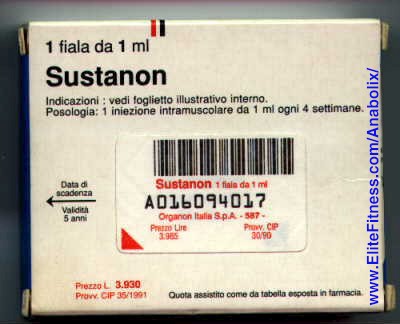 1 fiala da 1 ml
Sustanon
Indicazioni : vedi foglietto illustrativo interno.
Posologia: 1 iniezione intramuscolare da 1 ml ogni 4 settimane.
Data di
scadenza
Validità
5 anni
Sustanon 1 fiala da 1 ml
A016094017
Organon Italia S.p.A. - 587 -
Prezzo Lire Provv. CIP
3.985 30/90
Prezzo L. 3.930
Provv. CIP 35/1991
Quota assistito come da tabella esposta in farmacia.
www.EliteFitness.com/Anabolix/